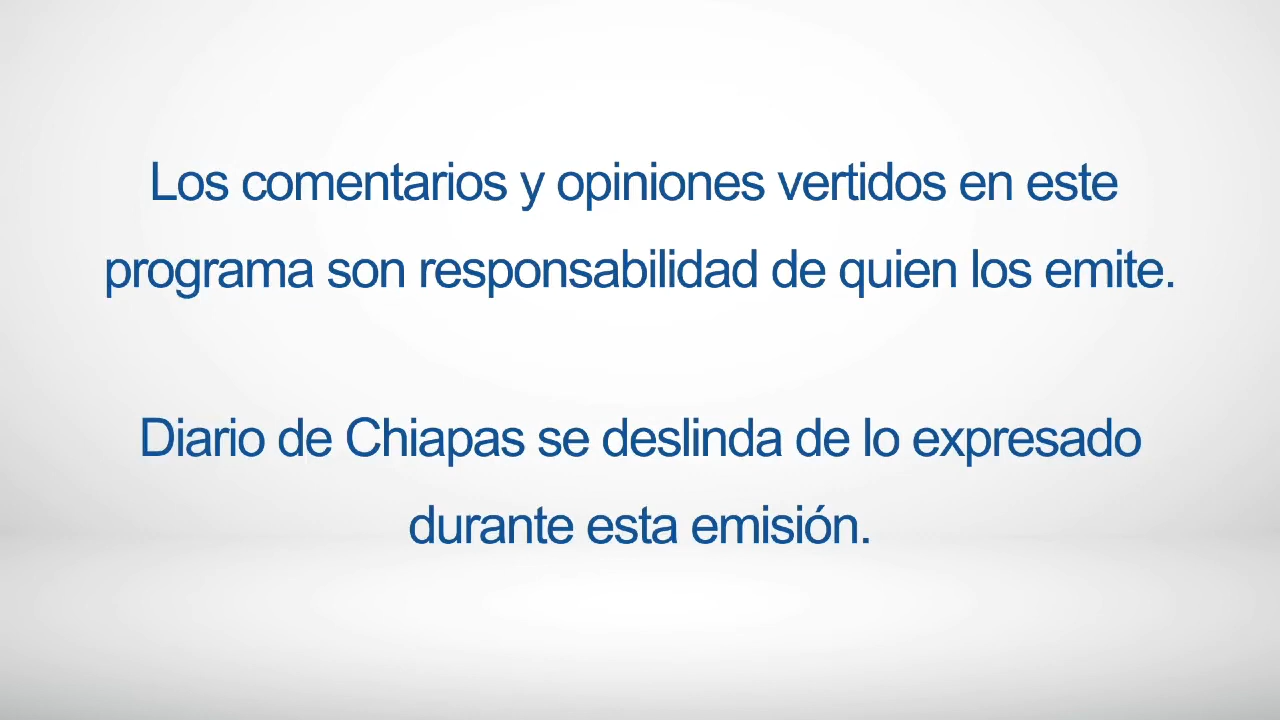 Los comentarios y opiniones vertidos en este
programa son responsabilidad de quien los emite.
Diario de Chiapas se deslinda de lo expresado
durante esta emisión.